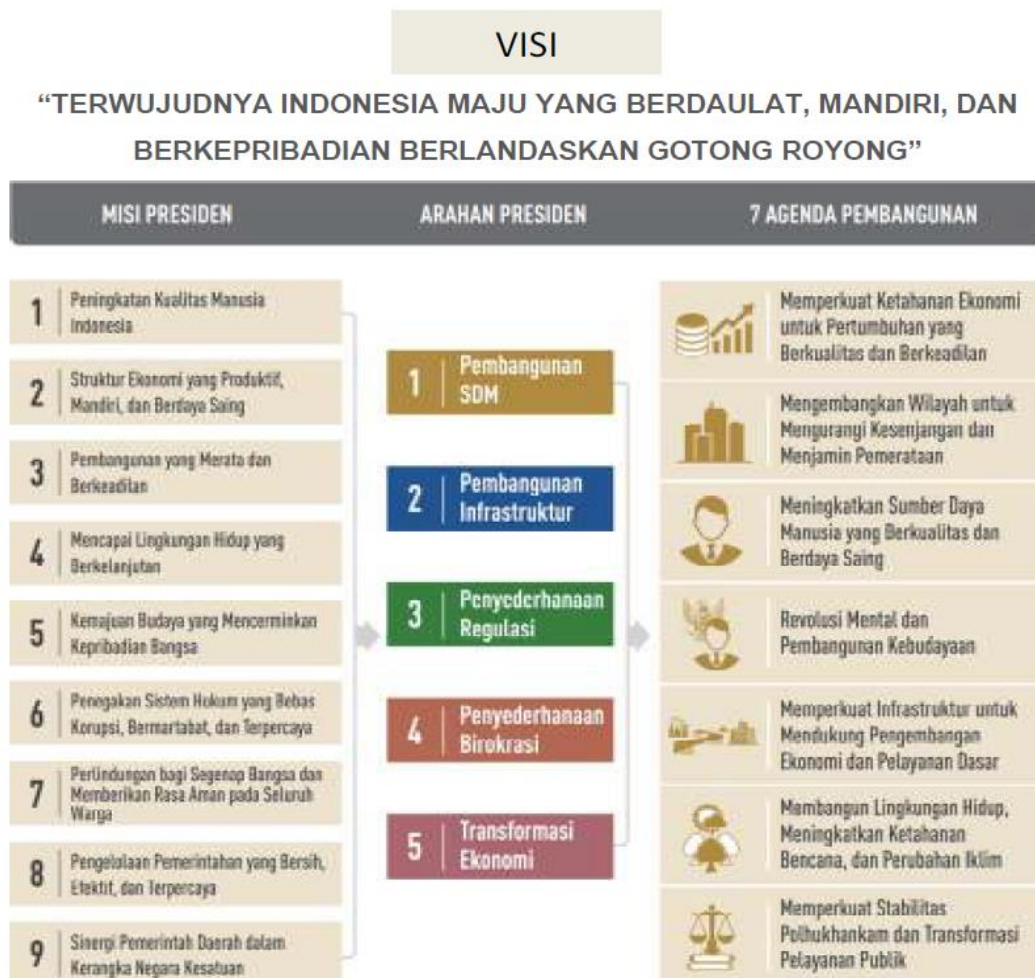 VISI
“TERWUJUDNYA INDONESIA MAJU YANG BERDAULAT, MANDIRI, DAN
BERKEPRIBADIAN BERLANDASKAN GOTONG ROYONG”
MISI PRESIDEN
1
Peningkatan Kualitas Manusia
Indonesia
2
Struktur Ekonomi yang Produktif,
Mandiri, dan Berdaya Saing
3
Pembangunan yang Merata dan
Berkeadilan
4
Mencapai Lingkungan Hidup yang
Berkelanjutan
5
Kemajuan Budaya yang Mencerminkan
Kepribadian Bangsa
6
Penegakan Sistem Hukum yang Bebas
Korupsi, Bermartabat, dan Terpercaya
7
Perlindungan bagi Segenap Bangsa dan
Memberikan Rasa Aman pada Seluruh
Warga
8
Pengelolaan Pemerintahan yang Bersih,
Efektif, dan Terpercaya
9
Sinergi Pemerintah Daerah dalam
Kerangka Negara Kesatuan
ARAHAN PRESIDEN
1
Pembangunan
SDM
2
Pembangunan
Infrastruktur
3
Penyederhanaan
Regulasi
4
Penyederhanaan
Birokrasi
5
Transformasi
Ekonomi
7 AGENDA PEMBANGUNAN
Memperkuat Ketahanan Ekonomi
untuk Pertumbuhan yang
Berkualitas dan Berkeadilan
Mengembangkan Wilayah untuk
Mengurangi Kesenjangan dan
Menjamin Pemerataan
Meningkatkan Sumber Daya
Manusia yang Berkualitas dan
Berdaya Saing
Revolusi Mental dan
Pembangunan Kebudayaan
Memperkuat Infrastruktur untuk
Mendukung Pengembangan
Ekonomi dan Pelayanan Dasar
Membangun Lingkungan Hidup,
Meningkatkan Ketahanan
Bencana, dan Perubahan Iklim
Memperkuat Stabilitas
Polhukhankam dan Transformasi
Pelayanan Publik